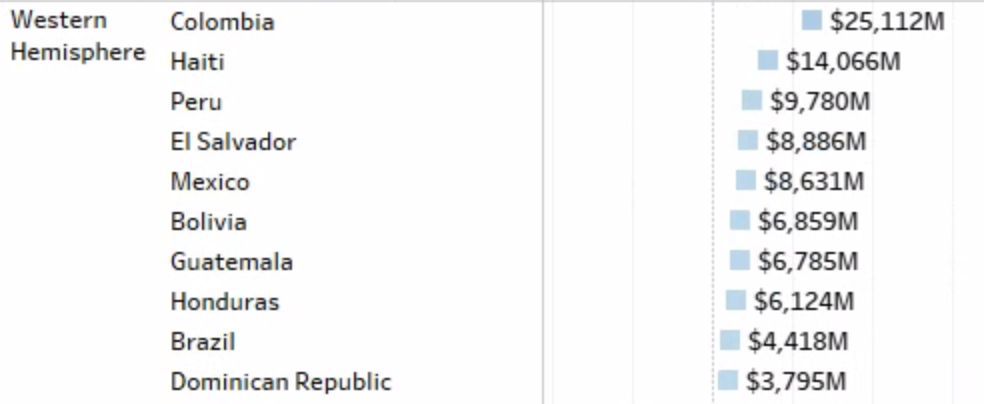 Western Hemisphere
Colombia $25,112M
Haiti $14,066M
Peru $9,780M
El Salvador $8,886M
Mexico $8,631M
Bolivia $6,859M
Guatemala $6,785M
Honduras $6,124M
Brazil $4,418M
Dominican Republic $3,795M